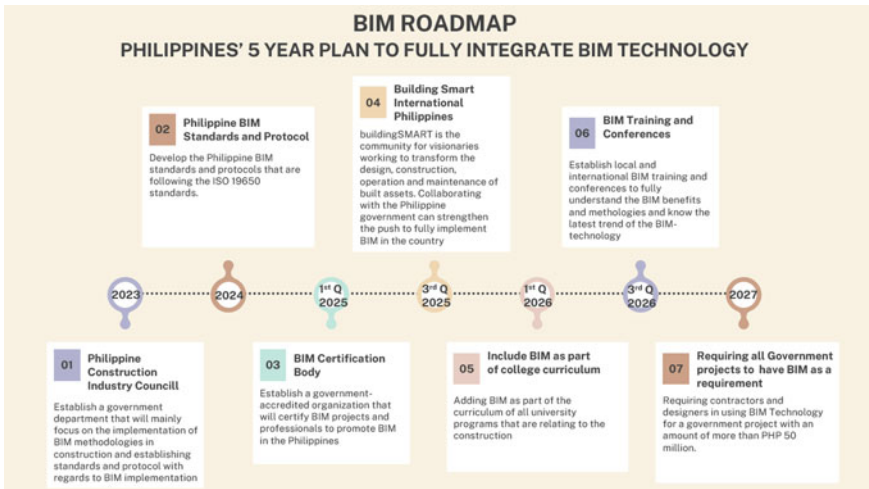 BIM ROADMAP
PHILIPPINES' 5 YEAR PLAN TO FULLY INTEGRATE BIM TECHNOLOGY
02
Philippine BIM
Standards and Protocol
Develop the Philippine BIM
standards and protocols that are
following the ISO 19650
standards.
04
Building Smart
International
Philippines
buildingSMART is the
community for visionaries
working to transform the
design, construction,
operation and maintenance of
built assets. Collaborating
with the Philippine
government can strengthen
the push to fully implement
BIM in the country
06
BIM Training and
Conferences
Establish local and
international BIM training and
conferences to fully
understand the BIM benefits
and methologies and know the
latest trend of the BIM-
technology
2023
2024
1st Q
2025
3rd Q
2025
1st Q
2026
3rd Q
2026
2027
01
Philippine
Construction
Industry Councill
Establish a government
department that will mainly
focus on the implementation of
BIM methodologies in
construction and establishing
standards and protocol with
regards to BIM implementation
03
BIM Certification
Body
Establish a government-
accredited organization that
will certify BIM projects and
professionals to promote BIM
in the Philippines
05
Include BIM as part
of college curriculum
Adding BIM as part of the
curriculum of all university
programs that are relating to the
construction
07
Requiring all Government
projects to have BIM as a
requirement
Requiring contractors and
designers in using BIM Technology
for a government project with an
amount of more than PHP 50
million.